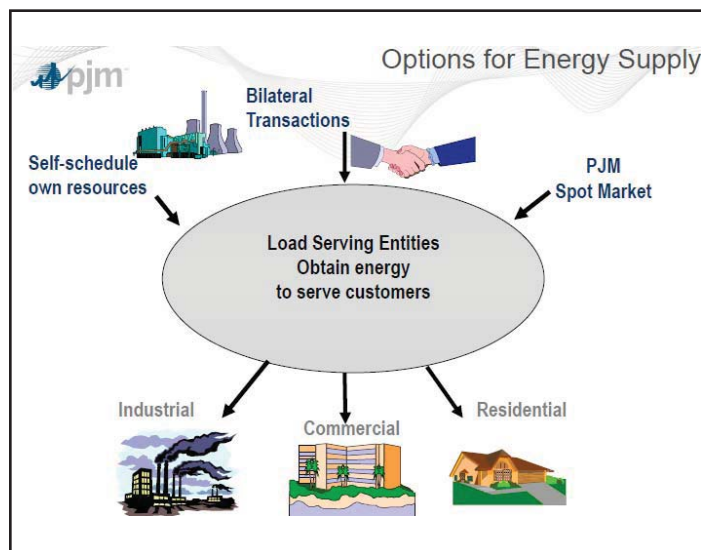 pjm
Options for Energy Supply
Bilateral
Transactions
Self-schedule
own resources
PJM
Spot Market
Load Serving Entities
Obtain energy
to serve customers
Industrial
Commercial
Residential